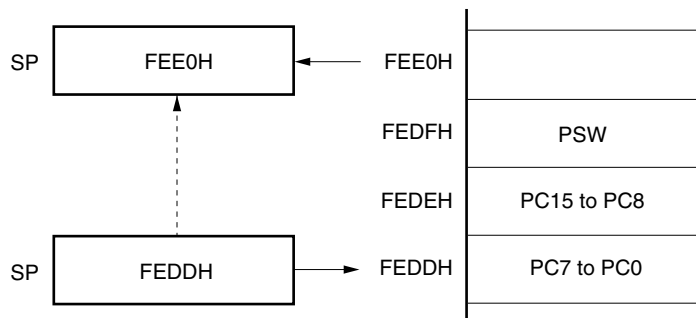 SP FEE0H FEE0H
FEDFH PSW
FEDEH PC15 to PC8
SP FEDDH FEDDH PC7 to PC0